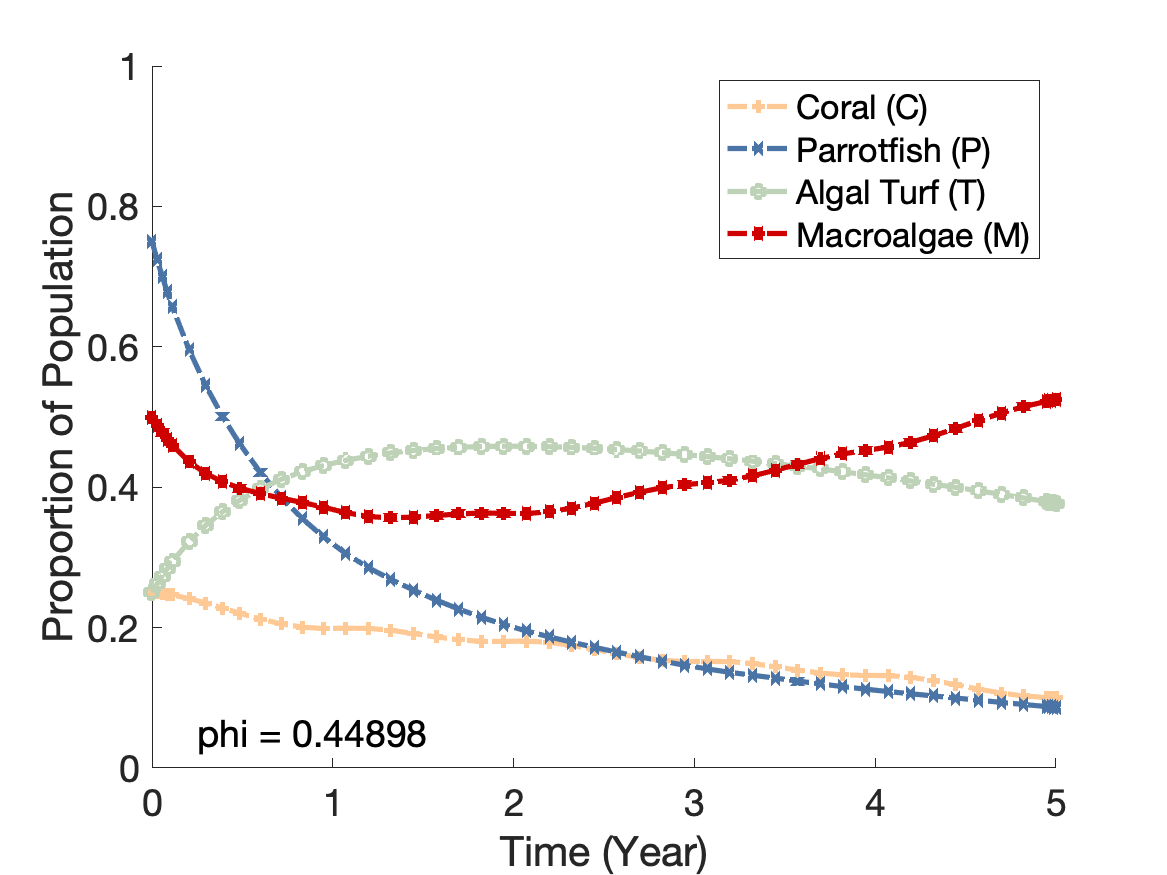 1
0.8
0.6
0.4
0.2
0
Proportion of Population
Coral (C)
Parrotfish (P)
Algal Turf (T)
Macroalgae (M)
phi = 0.44898
0 1 2 3 4 5
Time (Year)